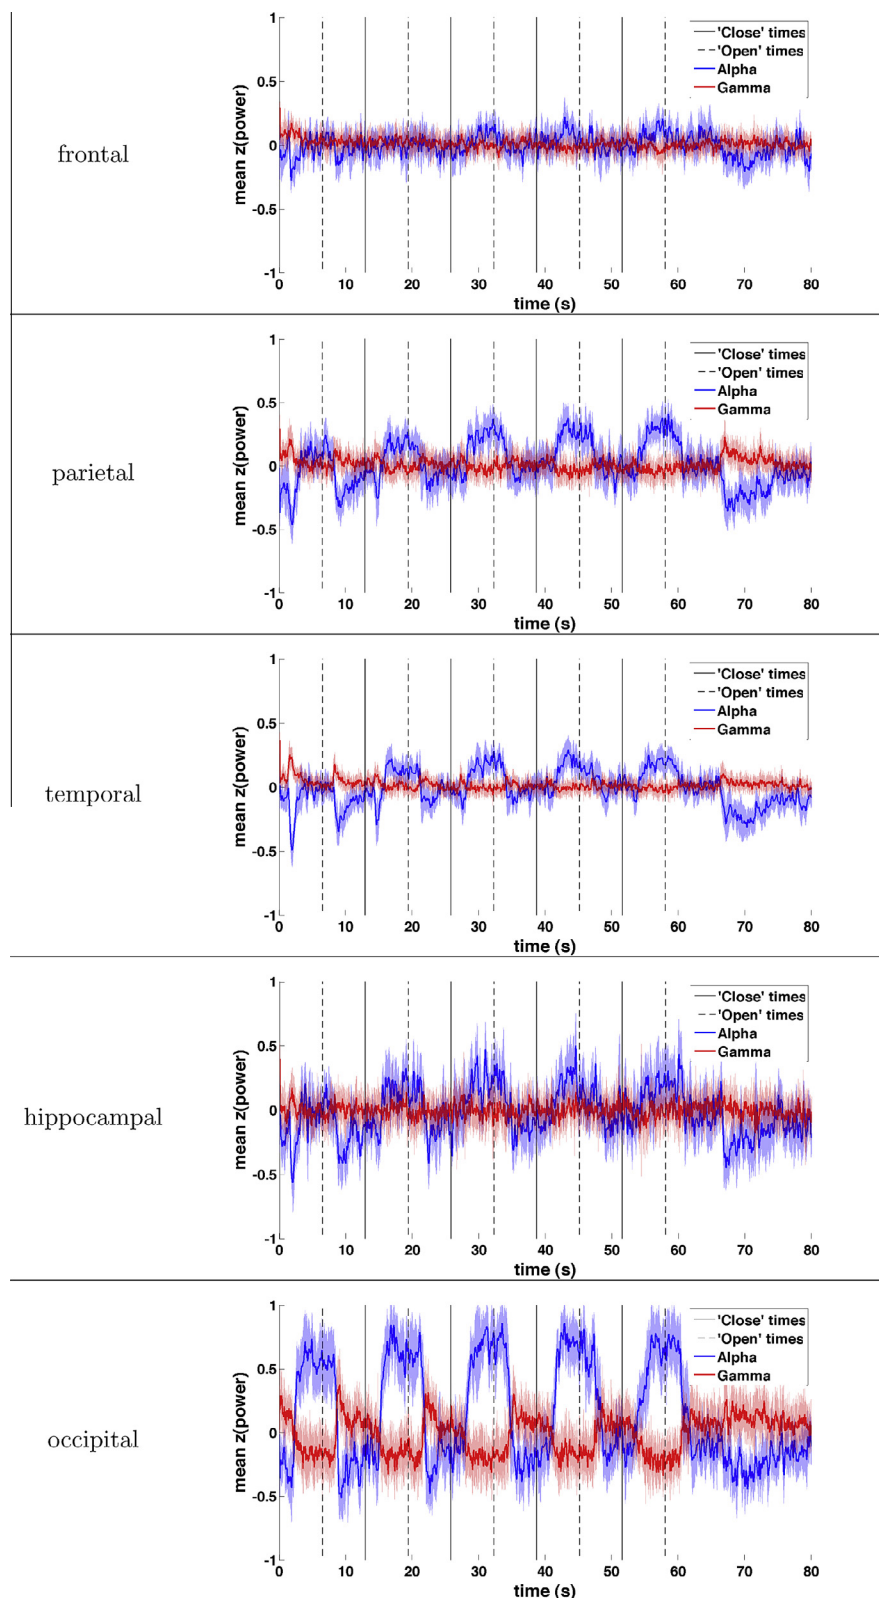 frontal
mean z(power)
1
0.5
0
-0.5
-1
0 10 20 30 40 50 60 70 80
time (s)
'Close' times
'Open' times
Alpha
Gamma
parietal
mean z(power)
1
0.5
0
-0.5
-1
0 10 20 30 40 50 60 70 80
time (s)
'Close' times
'Open' times
Alpha
Gamma
temporal
mean z(power)
1
0.5
0
-0.5
-1
0 10 20 30 40 50 60 70 80
time (s)
'Close' times
'Open' times
Alpha
Gamma
hippocampal
mean z(power)
1
0.5
0
-0.5
-1
0 10 20 30 40 50 60 70 80
time (s)
'Close' times
'Open' times
Alpha
Gamma
occipital
mean z(power)
1
0.5
0
-0.5
-1
0 10 20 30 40 50 60 70 80
time (s)
'Close' times
'Open' times
Alpha
Gamma